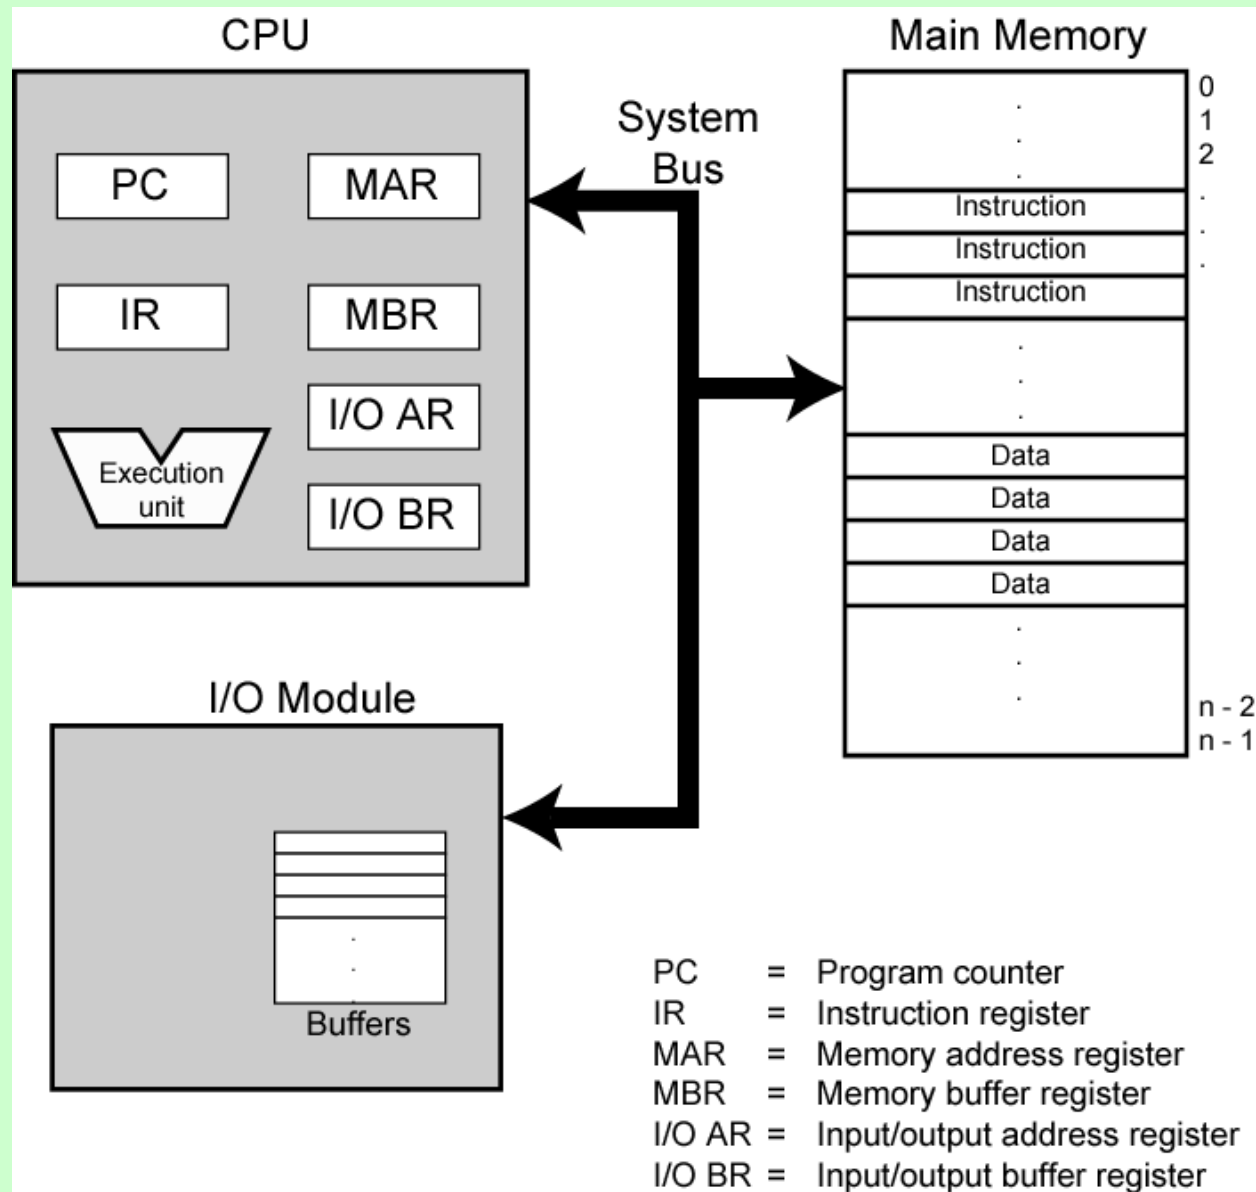 CPU
Main Memory
System
Bus
PC
MAR
IR
MBR
I/O AR
I/O BR
Execution
unit
0
1
2
.
.
.
.
.
.
Instruction
Instruction
Instruction
.
.
.
Data
Data
Data
Data
.
.
.
n - 2
n - 1
I/O Module
.
.
.
Buffers
PC = Program counter
IR = Instruction register
MAR = Memory address register
MBR = Memory buffer register
I/O AR = Input/output address register
I/O BR = Input/output buffer register